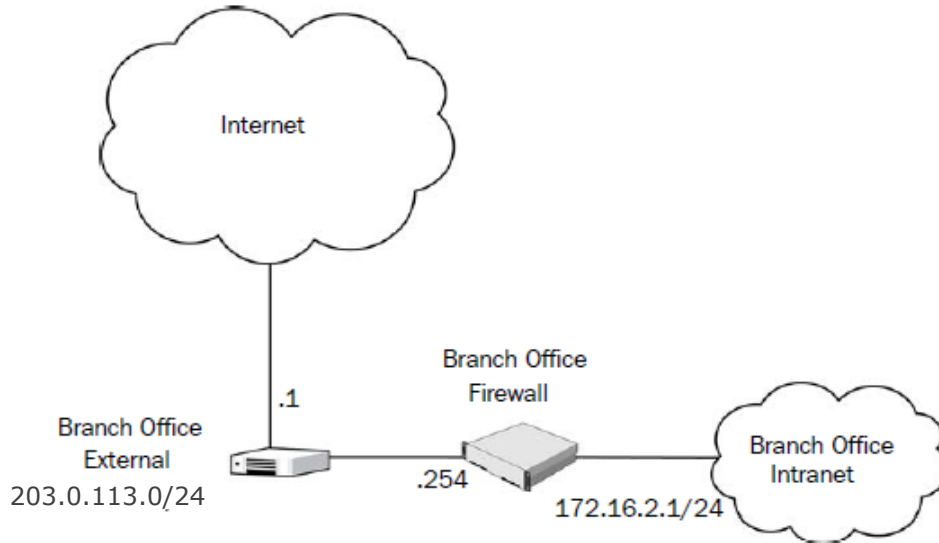 Internet
.1
Branch Office
External
203.0.113.0/24
Branch Office
Firewall
.254
172.16.2.1/24
Branch Office
Intranet